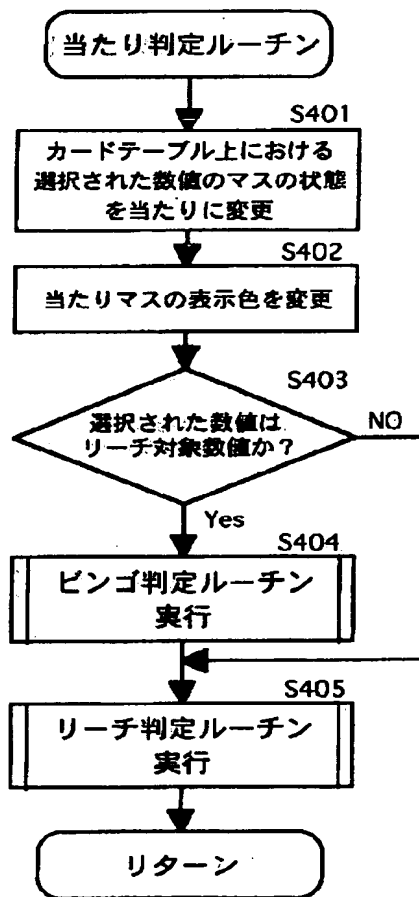 当たり判定ルーチン
S401
カードテーブル上における
選択された数値のマスの状態
を当たりに変更
S402
当たりマスの表示色を変更
S403
選択された数値は
リーチ対象数値か？
NO
Yes
S404
ビンゴ判定ルーチン
実行
S405
リーチ判定ルーチン
実行
リターン